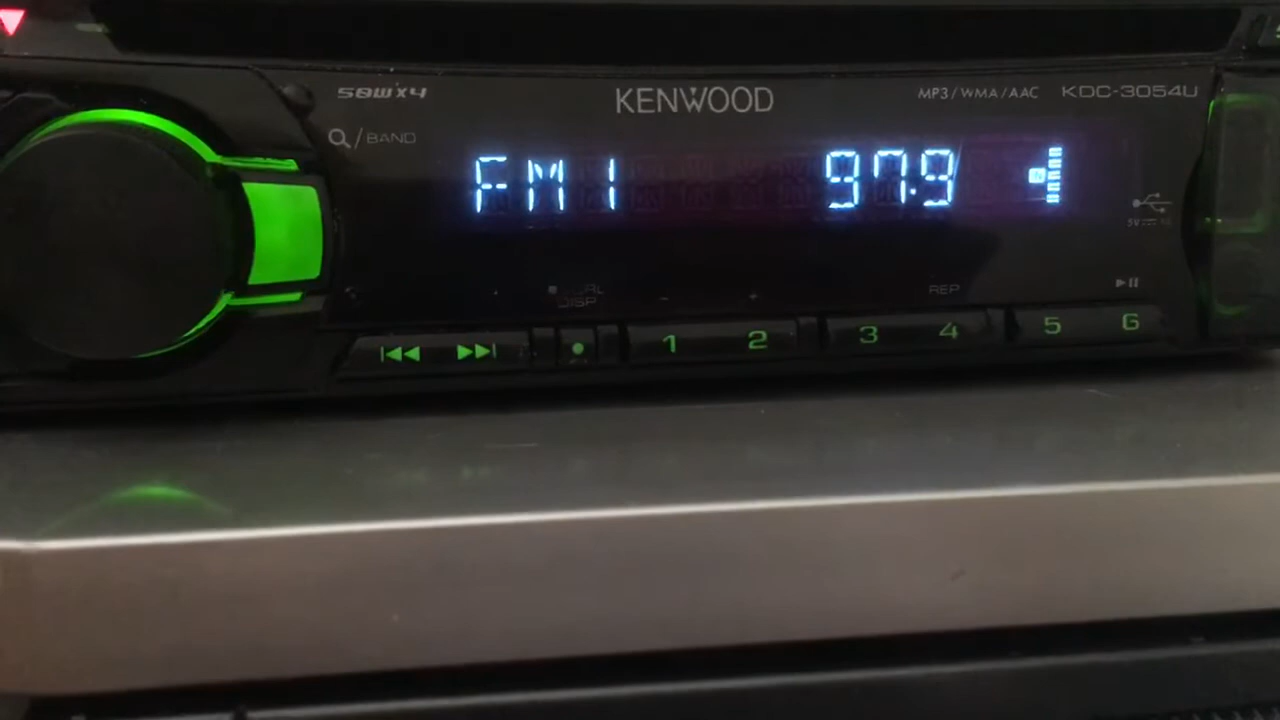 50Wx4
KENWOOD
MP3/WMA/AAC KDC-3054U
/BAND
FM1 97.9
5V
DISP
REP
1 2 3 4 5 6